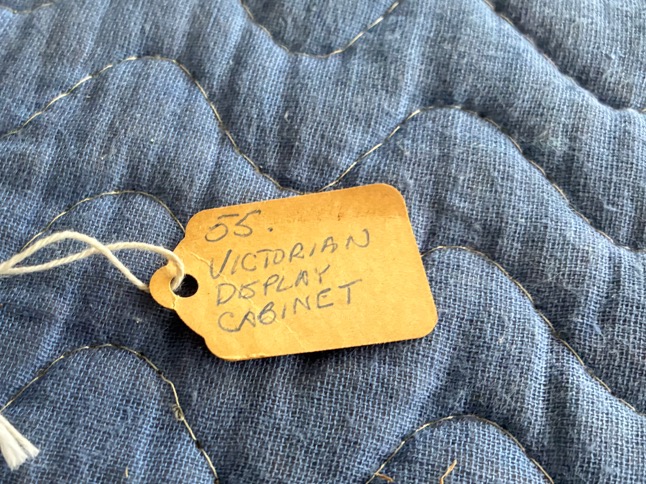 55.
VICTORIAN
DISPLAY
CABINET